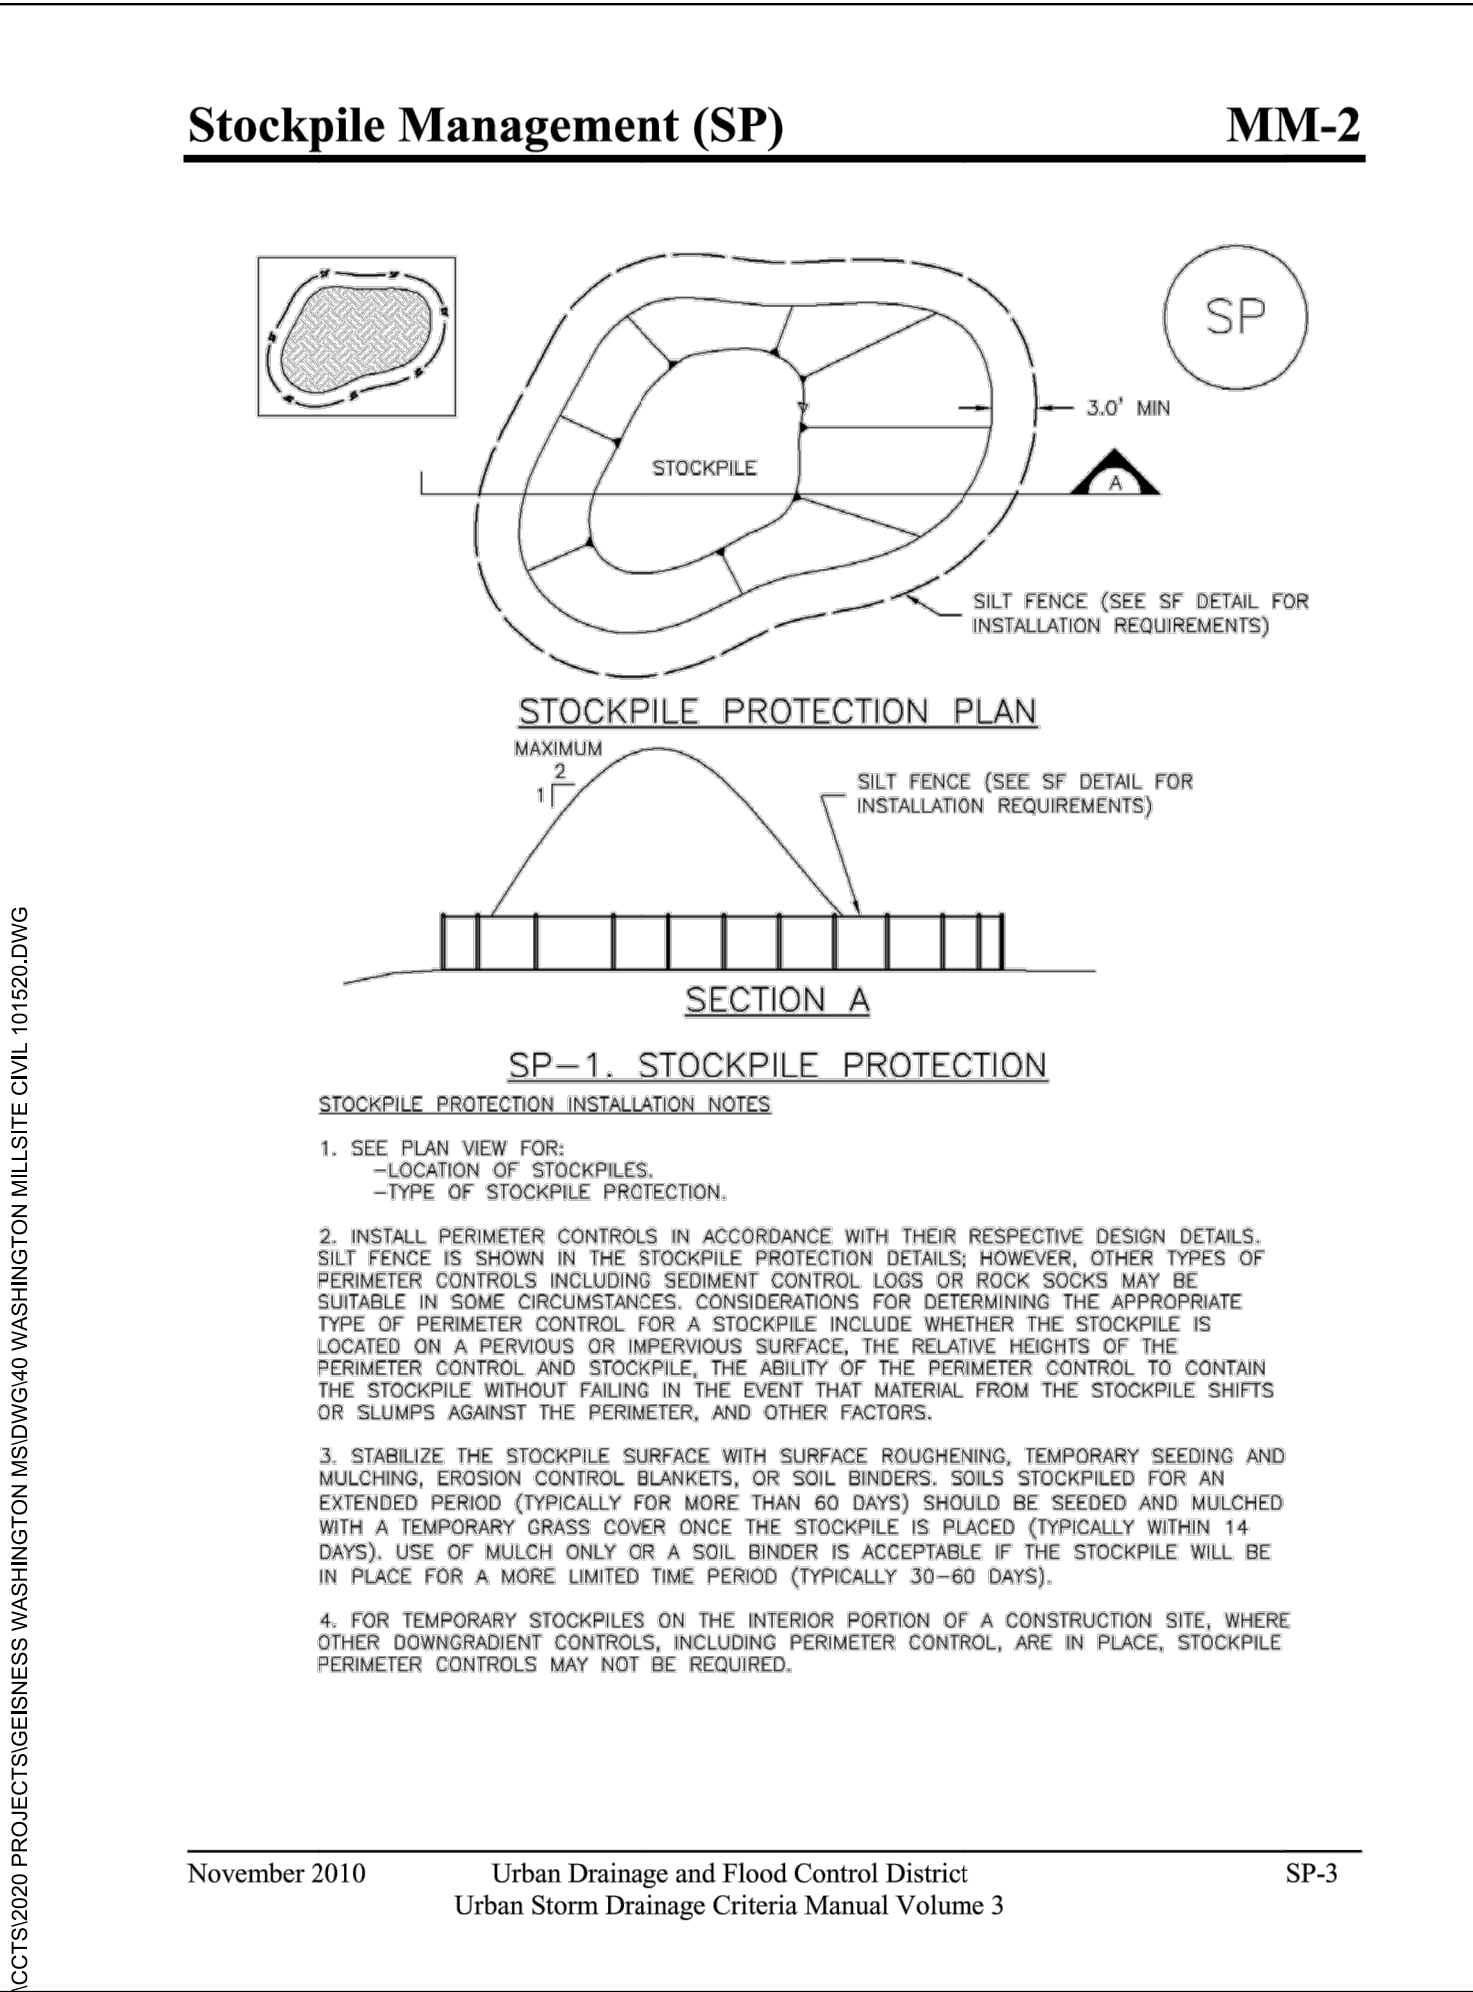 Stockpile Management (SP) MM-2
SP
3.0' MIN
STOCKPILE
A
SILT FENCE (SEE SF DETAIL FOR
INSTALLATION REQUIREMENTS)
STOCKPILE PROTECTION PLAN
MAXIMUM
2
1
SILT FENCE (SEE SF DETAIL FOR
INSTALLATION REQUIREMENTS)
SECTION A
SP-1. STOCKPILE PROTECTION
STOCKPILE PROTECTION INSTALLATION NOTES
1. SEE PLAN VIEW FOR:
-LOCATION OF STOCKPILES.
-TYPE OF STOCKPILE PROTECTION.
2. INSTALL PERIMETER CONTROLS IN ACCORDANCE WITH THEIR RESPECTIVE DESIGN DETAILS.
SILT FENCE IS SHOWN IN THE STOCKPILE PROTECTION DETAILS; HOWEVER, OTHER TYPES OF
PERIMETER CONTROLS INCLUDING SEDIMENT CONTROL LOGS OR ROCK SOCKS MAY BE
SUITABLE IN SOME CIRCUMSTANCES. CONSIDERATIONS FOR DETERMINING THE APPROPRIATE
TYPE OF PERIMETER CONTROL FOR A STOCKPILE INCLUDE WHETHER THE STOCKPILE IS
LOCATED ON A PERVIOUS OR IMPERVIOUS SURFACE, THE RELATIVE HEIGHTS OF THE
PERIMETER CONTROL AND STOCKPILE, THE ABILITY OF THE PERIMETER CONTROL TO CONTAIN
THE STOCKPILE WITHOUT FAILING IN THE EVENT THAT MATERIAL FROM THE STOCKPILE SHIFTS
OR SLUMPS AGAINST THE PERIMETER, AND OTHER FACTORS.
3. STABILIZE THE STOCKPILE SURFACE WITH SURFACE ROUGHENING, TEMPORARY SEEDING AND
MULCHING, EROSION CONTROL BLANKETS, OR SOIL BINDERS. SOILS STOCKPILED FOR AN
EXTENDED PERIOD (TYPICALLY FOR MORE THAN 60 DAYS) SHOULD BE SEEDED AND MULCHED
WITH A TEMPORARY GRASS COVER ONCE THE STOCKPILE IS PLACED (TYPICALLY WITHIN 14
DAYS). USE OF MULCH ONLY OR A SOIL BINDER IS ACCEPTABLE IF THE STOCKPILE WILL BE
IN PLACE FOR A MORE LIMITED TIME PERIOD (TYPICALLY 30-60 DAYS).
4. FOR TEMPORARY STOCKPILES ON THE INTERIOR PORTION OF A CONSTRUCTION SITE, WHERE
OTHER DOWNGRADIENT CONTROLS, INCLUDING PERIMETER CONTROL, ARE IN PLACE, STOCKPILE
PERIMETER CONTROLS MAY NOT BE REQUIRED.
November 2010 Urban Drainage and Flood Control District SP-3
Urban Storm Drainage Criteria Manual Volume 3
\CCTS\2020 PROJECTS\GEISNESS WASHINGTON MS\DWG\40 WASHINGTON MILLSITE CIVIL 101520.DWG